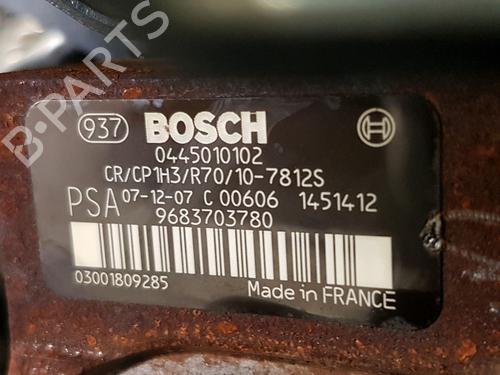 937 BOSCH
0445010102
CR/CP1H3/R70/10-7812S
PSA 07-12-07 C 00606 1451412
9683703780
03001809285 Made in FRANCE
B-PARTS